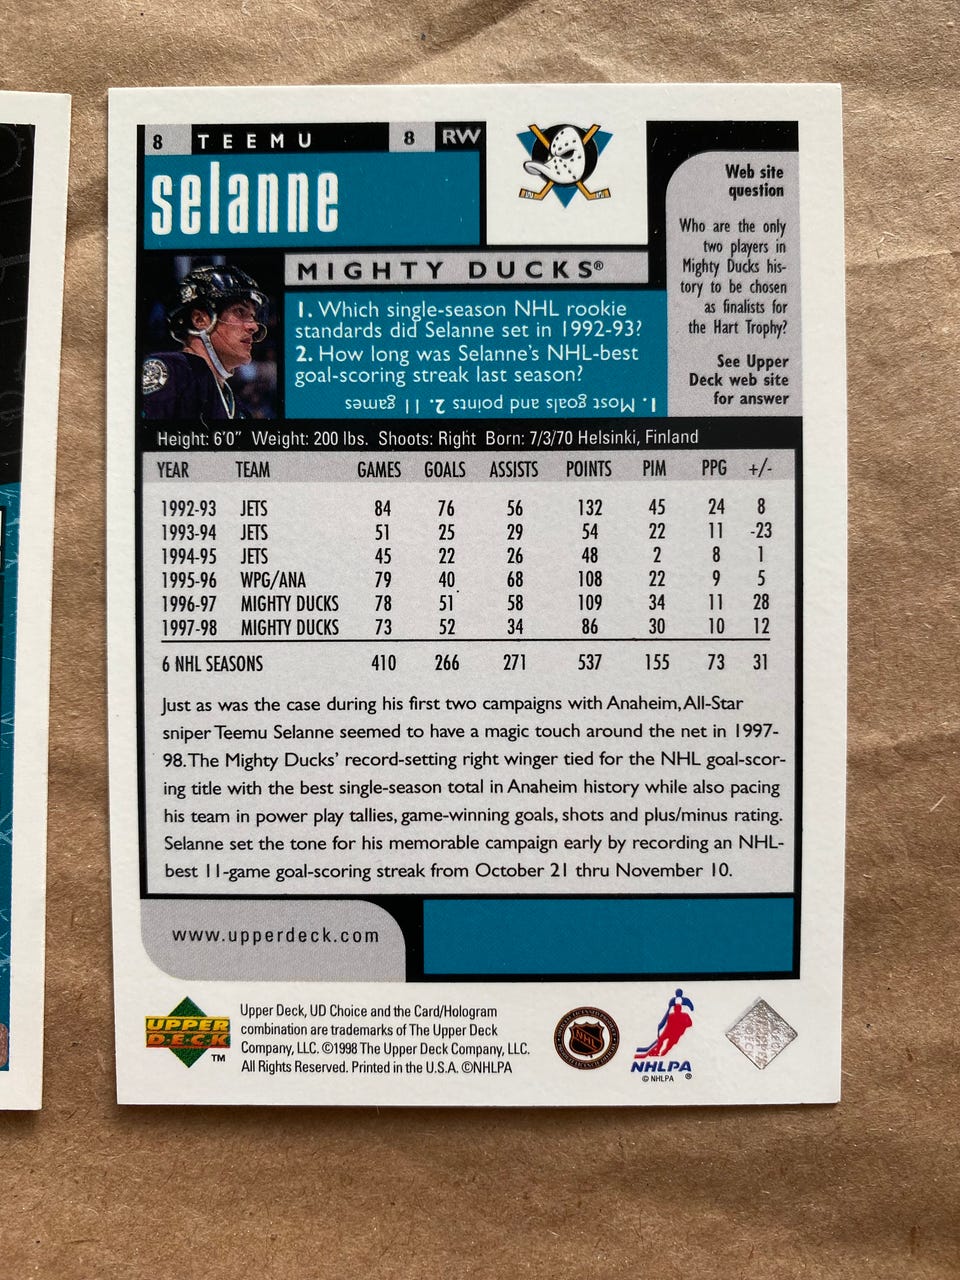 8 TEEMU 8 RW
selanne
MIGHTY DUCKS®
1. Which single-season NHL rookie
standards did Selanne set in 1992-93?
2. How long was Selanne's NHL-best
goal-scoring streak last season?
1. Most goals and points 2. 11 games
Web site
question
Who are the only
two players in
Mighty Ducks his-
tory to be chosen
as finalists for
the Hart Trophy?
See Upper
Deck web site
for answer
Height: 6'0" Weight: 200 lbs. Shoots: Right Born: 7/3/70 Helsinki, Finland
YEAR TEAM GAMES GOALS ASSISTS POINTS PIM PPG +/-
1992-93 JETS 84 76 56 132 45 24 8
1993-94 JETS 51 25 29 54 22 11 -23
1994-95 JETS 45 22 26 48 2 8 1
1995-96 WPG/ANA 79 40 68 108 22 9 5
1996-97 MIGHTY DUCKS 78 51 58 109 34 11 28
1997-98 MIGHTY DUCKS 73 52 34 86 30 10 12
6 NHL SEASONS 410 266 271 537 155 73 31
Just as was the case during his first two campaigns with Anaheim, All-Star
sniper Teemu Selanne seemed to have a magic touch around the net in 1997-
98. The Mighty Ducks' record-setting right winger tied for the NHL goal-scor-
ing title with the best single-season total in Anaheim history while also pacing
his team in power play tallies, game-winning goals, shots and plus/minus rating.
Selanne set the tone for his memorable campaign early by recording an NHL-
best 11-game goal-scoring streak from October 21 thru November 10.
www.upperdeck.com
UPPER
DECK
™
Upper Deck, UD Choice and the Card/Hologram
combination are trademarks of The Upper Deck
Company, LLC. ©1998 The Upper Deck Company, LLC.
All Rights Reserved. Printed in the U.S.A. ©NHLPA
NHL
NHLPA
© NHLPA ®